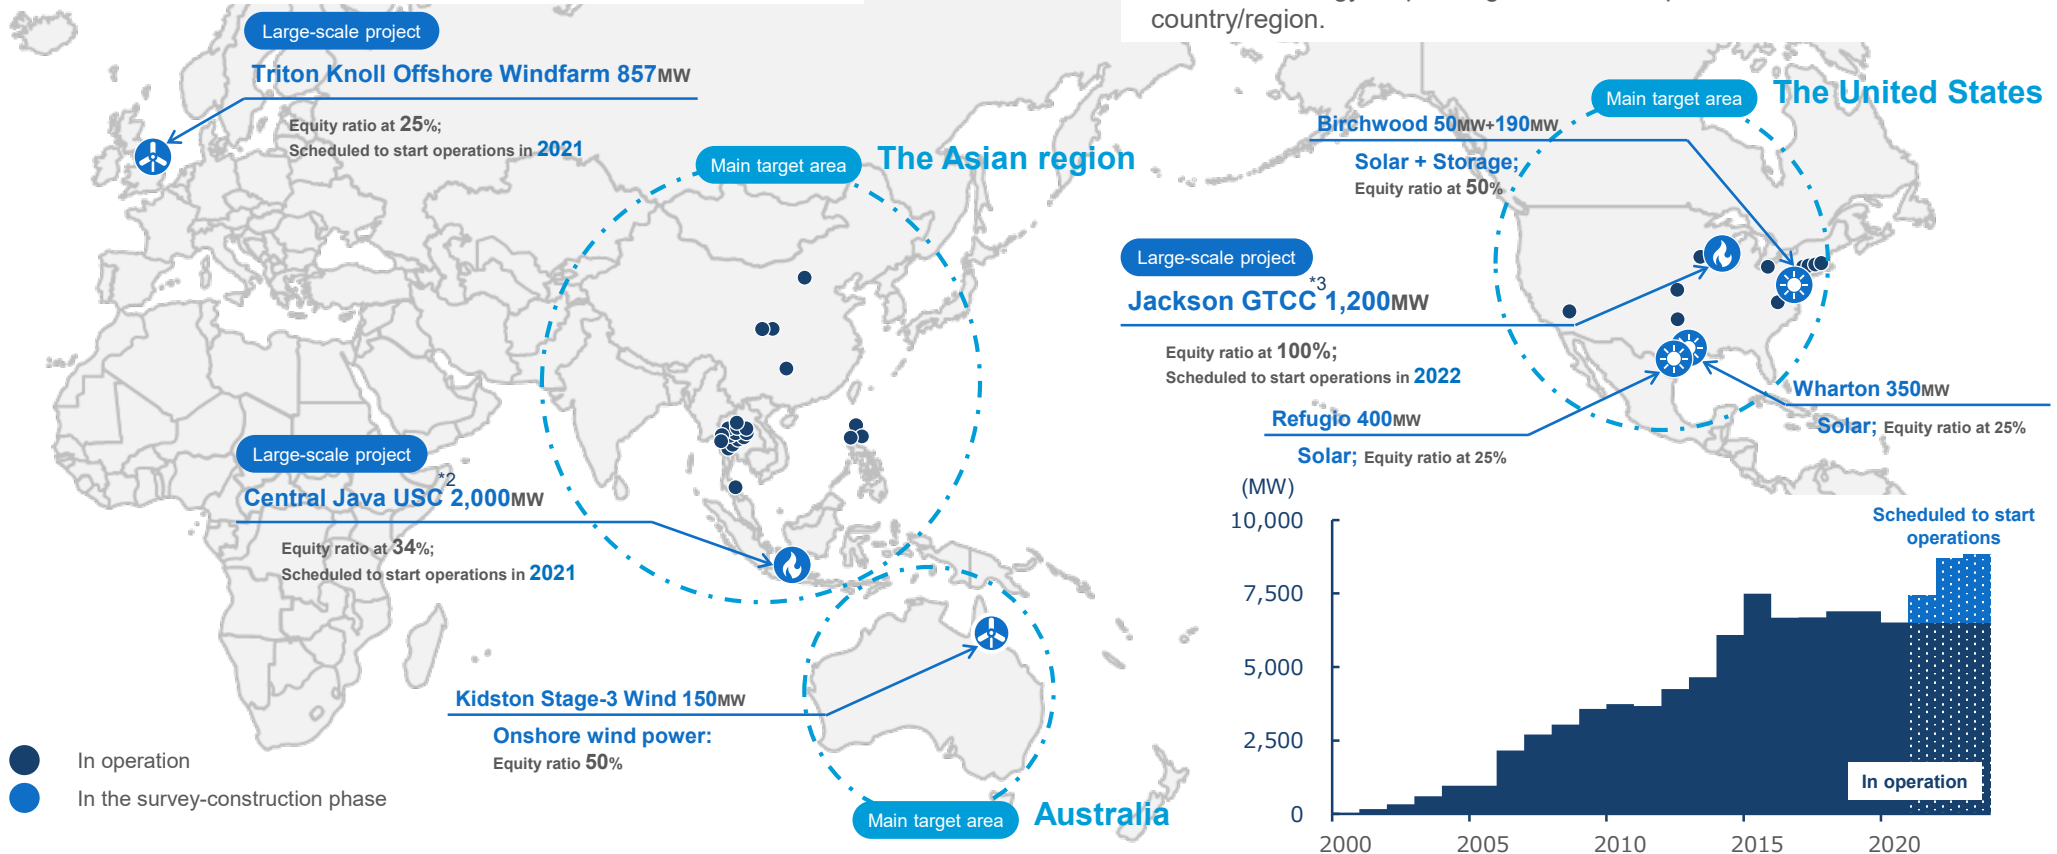 country/region.
Large-scale project
Triton Knoll Offshore Windfarm 857MW
Equity ratio at 25%;
Scheduled to start operations in 2021
Main target area
The Asian region
Main target area
The United States
Birchwood 50MW+190MW
Solar + Storage;
Equity ratio at 50%
Large-scale project
Jackson GTCC*3 1,200MW
Equity ratio at 100%;
Scheduled to start operations in 2022
Refugio 400MW
Solar; Equity ratio at 25%
Wharton 350MW
Solar; Equity ratio at 25%
Large-scale project
Central Java USC*2 2,000MW
Equity ratio at 34%;
Scheduled to start operations in 2021
Kidston Stage-3 Wind 150MW
Onshore wind power:
Equity ratio 50%
Main target area
Australia
In operation
In the survey-construction phase
(MW)
10,000
7,500
5,000
2,500
0
Scheduled to start
operations
In operation
2000
2005
2010
2015
2020